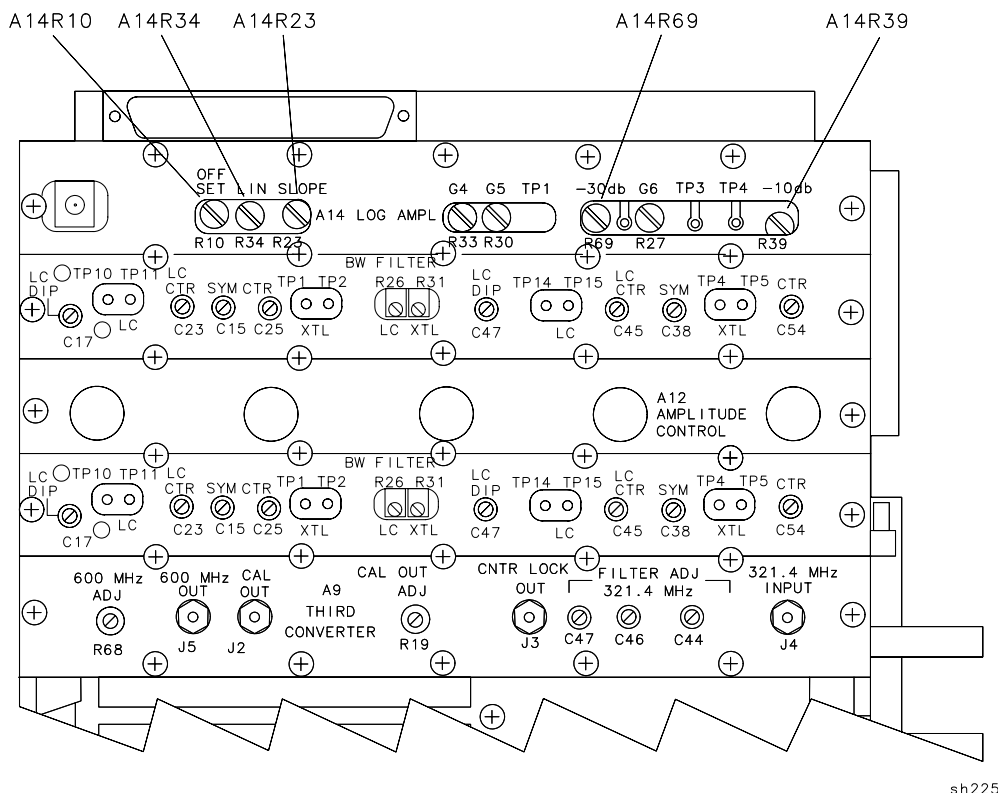 A14R10 A14R34 A14R23 A14R69 A14R39
OFF
SET LIN SLOPE G4 G5 TP1 -30db G6 TP3 TP4 -10db
A14 LOG AMPL
R10 R34 R23 R33 R30 R69 R27 R39
BW FILTER
LC DIP TP10 TP11 LC CTR SYM CTR TP1 TP2 R26 R31 LC DIP TP14 TP15 LC CTR SYM TP4 TP5 CTR
C17 LC C23 C15 C25 XTL LC XTL C47 LC C45 C38 XTL C54
A12
AMPLITUDE
CONTROL
BW FILTER
LC DIP TP10 TP11 LC CTR SYM CTR TP1 TP2 R26 R31 LC DIP TP14 TP15 LC CTR SYM TP4 TP5 CTR
C17 LC C23 C15 C25 XTL LC XTL C47 LC C45 C38 XTL C54
600 MHz
ADJ
R68
600 MHz
OUT
J5
CAL
OUT
J2
A9
THIRD
CONVERTER
CAL OUT
ADJ
R19
CNTR LOCK
OUT
J3
FILTER ADJ
321.4 MHz
C47 C46 C44
321.4 MHz
INPUT
J4
sh225